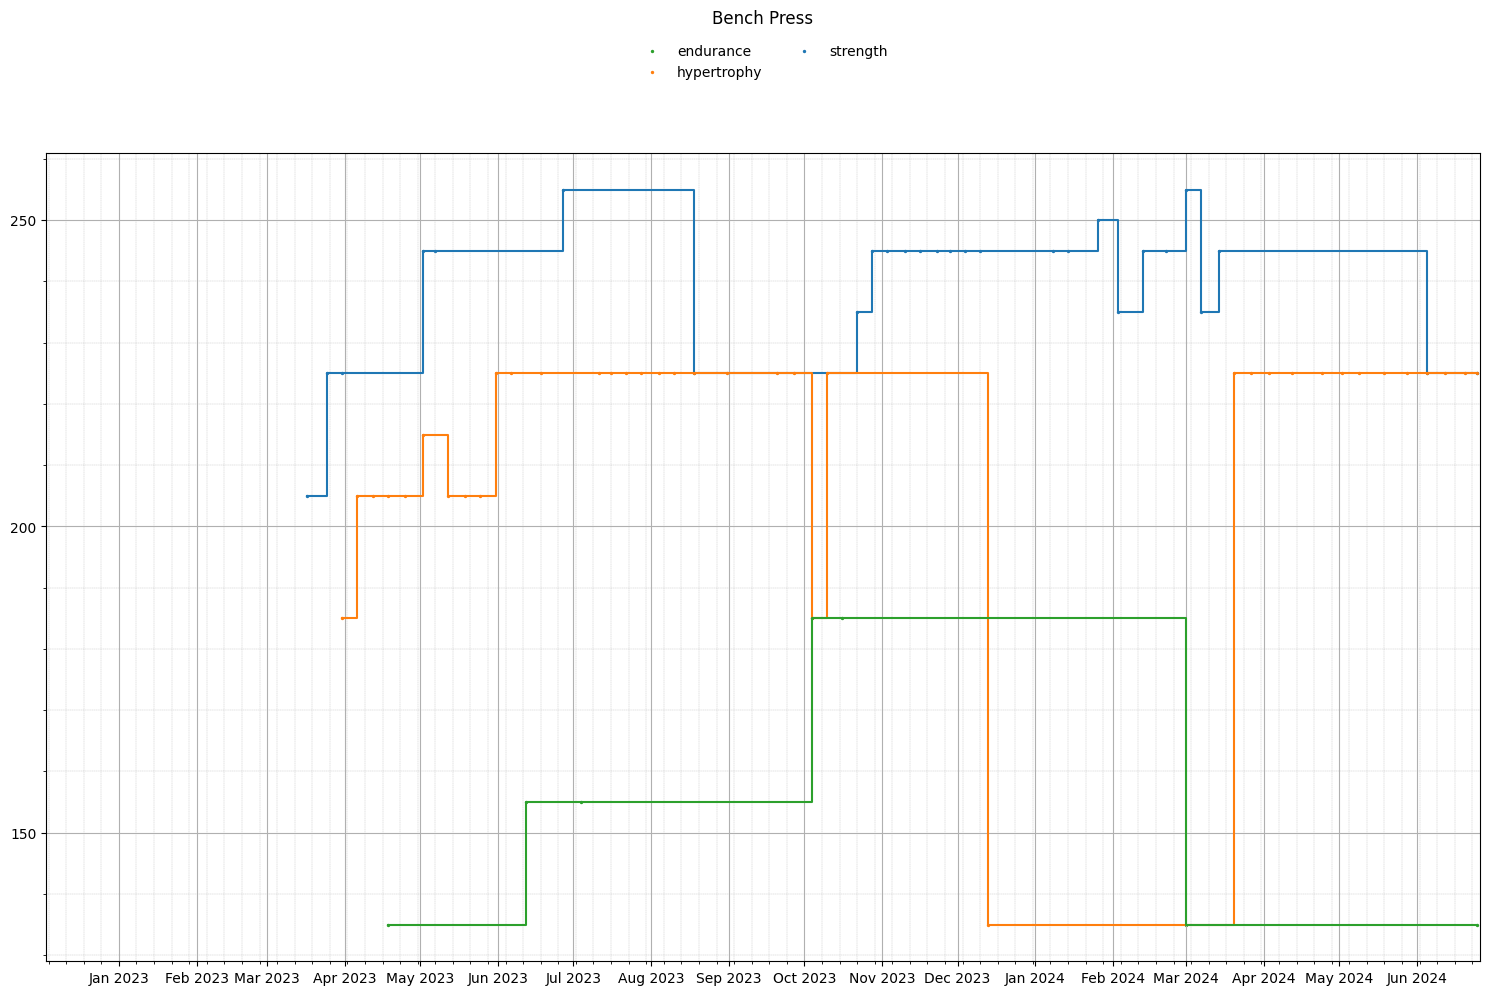 Bench Press
endurance strength
hypertrophy
250
200
150
Jan 2023 Feb 2023 Mar 2023 Apr 2023 May 2023 Jun 2023 Jul 2023 Aug 2023 Sep 2023 Oct 2023 Nov 2023 Dec 2023 Jan 2024 Feb 2024 Mar 2024 Apr 2024 May 2024 Jun 2024